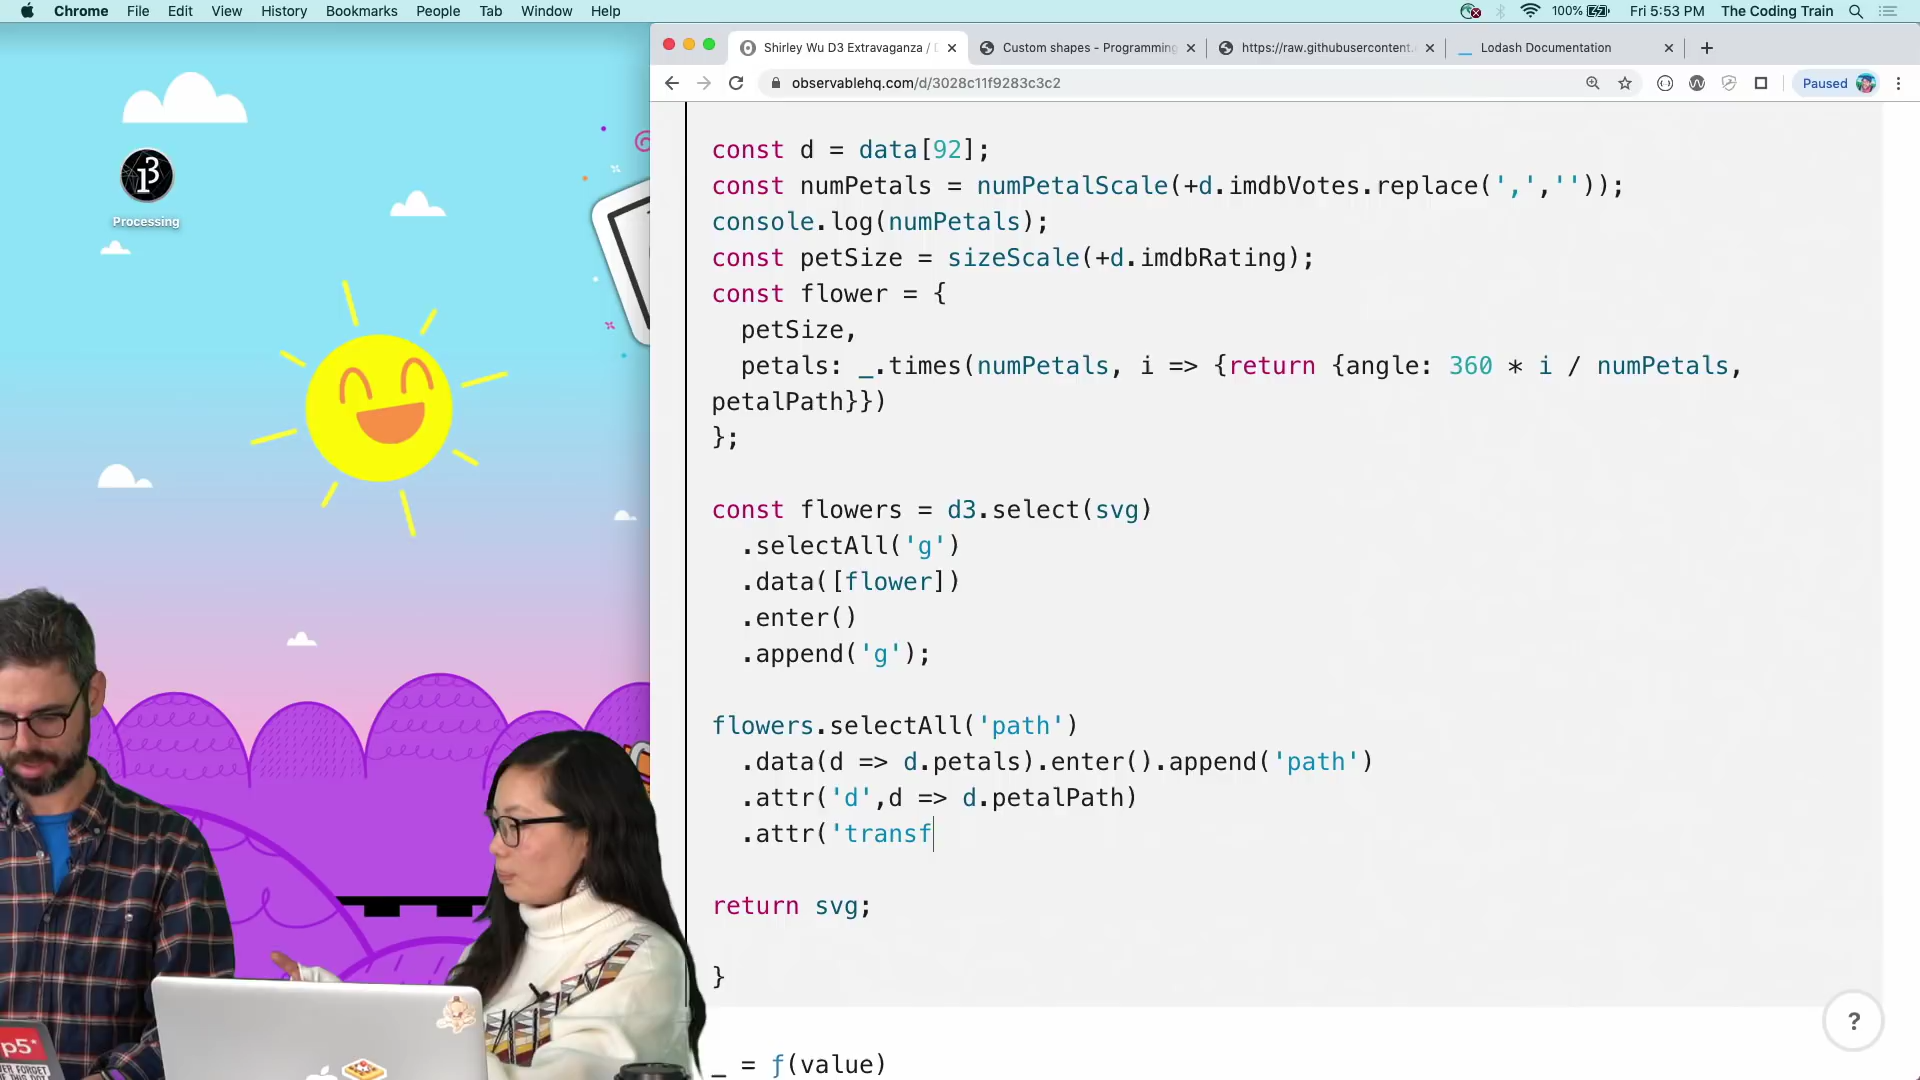 Chrome File Edit View History Bookmarks People Tab Window Help
100% Fri 5:53 PM The Coding Train
Shirley Wu D3 Extravaganza / Custom shapes - Programming https://raw.githubusercontent. Lodash Documentation
observablehq.com/d/3028c11f9283c3c2 Paused
Processing
const d = data[92];
const numPetals = numPetalScale(+d.imdbVotes.replace(',',''));
console.log(numPetals);
const petSize = sizeScale(+d.imdbRating);
const flower = {
petSize,
petals: _.times(numPetals, i => {return {angle: 360 * i / numPetals,
petalPath}})
};
const flowers = d3.select(svg)
.selectAll('g')
.data([flower])
.enter()
.append('g');
flowers.selectAll('path')
.data(d => d.petals).enter().append('path')
.attr('d',d => d.petalPath)
.attr('transf
return svg;
}
_ = ƒ(value)
?
p5*